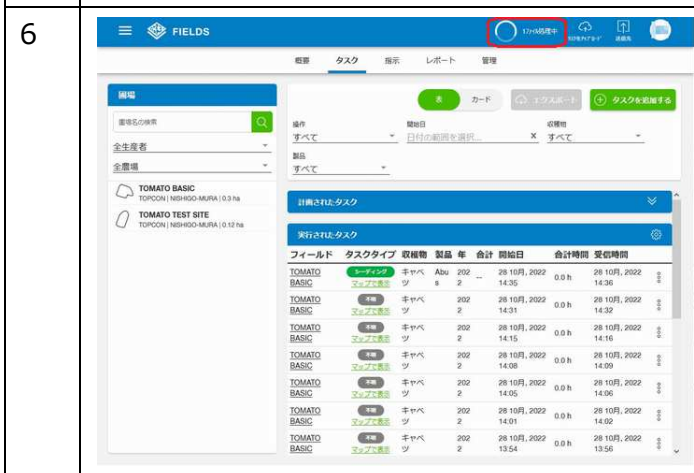 6
FIELDS
処理中
送信先
概要 タスク 指示 レポート 管理
圃場
表 カード エクスポート タスクを追加する
圃場名の検索
操作 開始日 収穫物
すべて 日付の範囲を選択... x すべて
全生産者
製品
すべて
全農場
TOMATO BASIC
TOPCON | NISHIGO-MURA | 0.3 ha
TOMATO TEST SITE
TOPCON | NISHIGO-MURA | 0.12 ha
計画されたタスク
実行されたタスク
フィールド タスクタイプ 収穫物 製品 年 合計 開始日 合計時間 受信時間
TOMATO BASIC シーディング マップで表示 キャベツ Abus 2022 -- 28 10月, 2022 14:35 0.0 h 28 10月, 2022 14:36
TOMATO BASIC 不明 マップで表示 キャベツ 2022 28 10月, 2022 14:31 0.0 h 28 10月, 2022 14:32
TOMATO BASIC 不明 マップで表示 キャベツ 2022 28 10月, 2022 14:15 0.0 h 28 10月, 2022 14:16
TOMATO BASIC 不明 マップで表示 キャベツ 2022 28 10月, 2022 14:08 0.0 h 28 10月, 2022 14:09
TOMATO BASIC 不明 マップで表示 キャベツ 2022 28 10月, 2022 14:05 0.0 h 28 10月, 2022 14:06
TOMATO BASIC 不明 マップで表示 キャベツ 2022 28 10月, 2022 14:01 0.0 h 28 10月, 2022 14:02
TOMATO BASIC 不明 マップで表示 キャベツ 2022 28 10月, 2022 13:54 0.0 h 28 10月, 2022 13:56